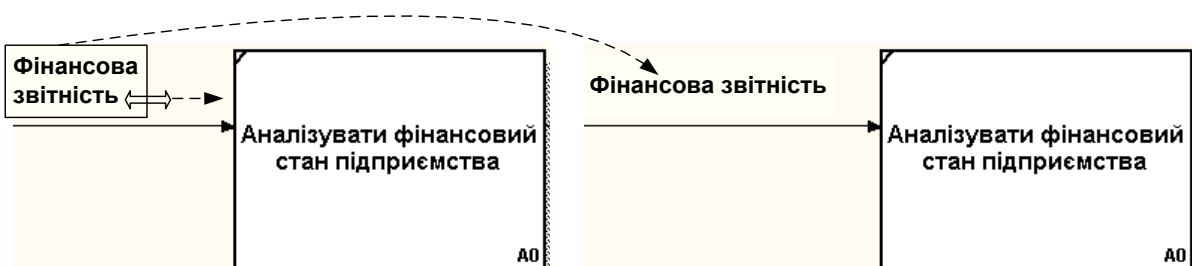 Фінансова
звітність
Аналізувати фінансовий
стан підприємства
A0
Фінансова звітність
Аналізувати фінансовий
стан підприємства
A0